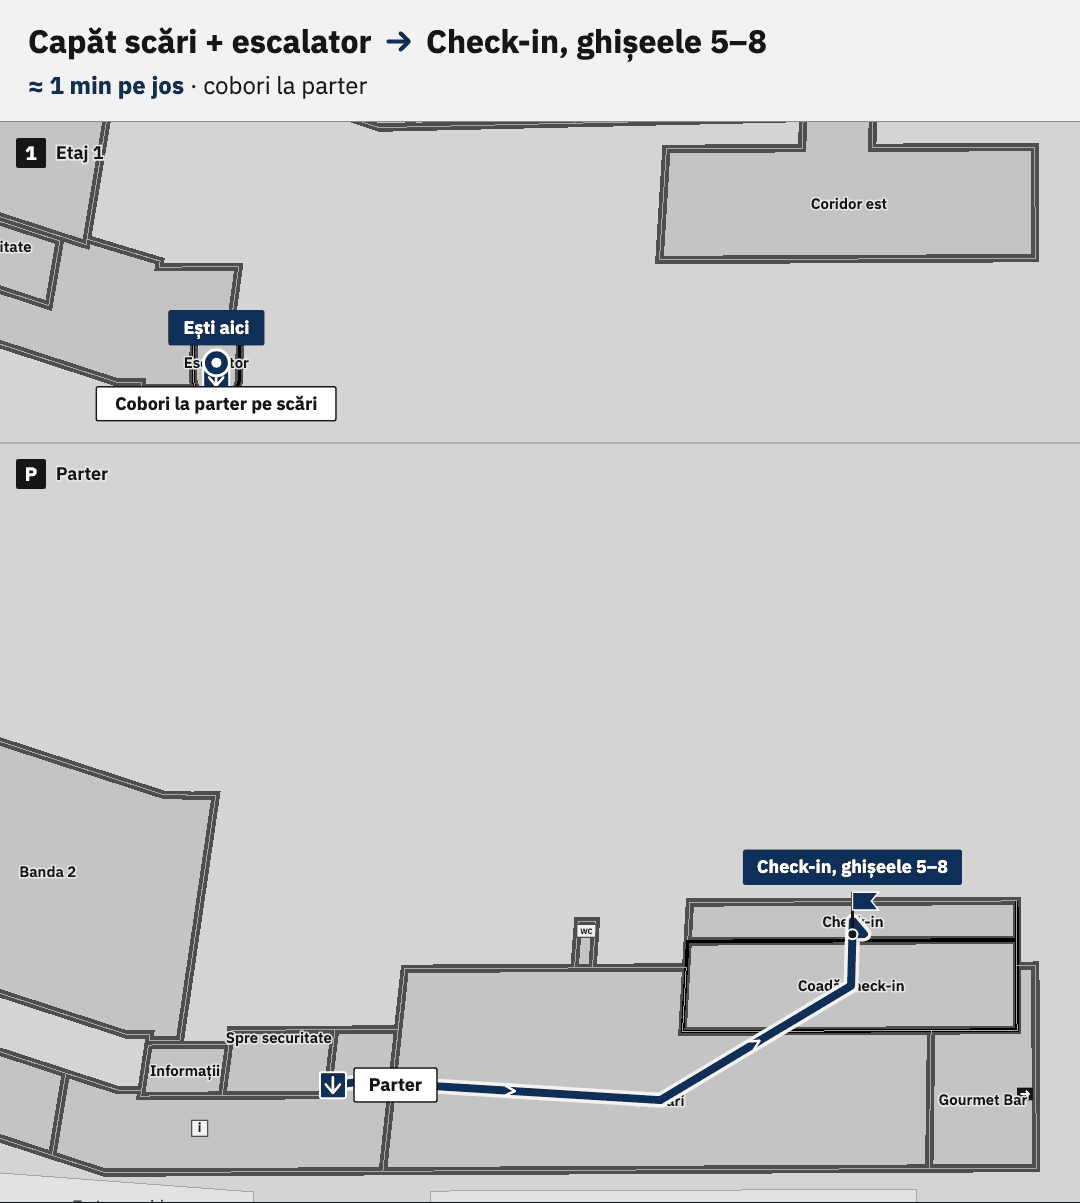 Capăt scări + escalator → Check-in, ghișeele 5–8
≈ 1 min pe jos · cobori la parter
1 Etaj 1
Coridor est
itate
Ești aici
Cobori la parter pe scări
P Parter
Banda 2
Check-in, ghișeele 5–8
wc
Spre securitate
Informații
Parter
Gourmet Bar
i